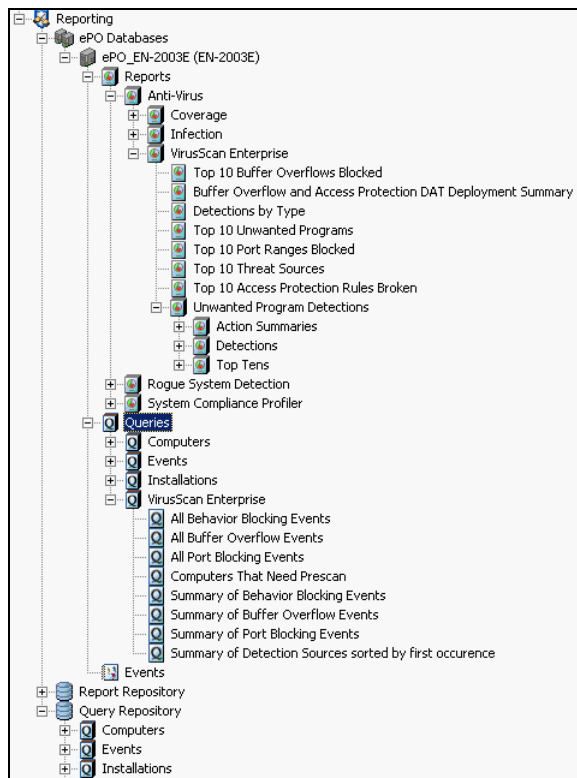 Reporting
ePO Databases
ePO_EN-2003E (EN-2003E)
Reports
Anti-Virus
Coverage
Infection
VirusScan Enterprise
Top 10 Buffer Overflows Blocked
Buffer Overflow and Access Protection DAT Deployment Summary
Detections by Type
Top 10 Unwanted Programs
Top 10 Port Ranges Blocked
Top 10 Threat Sources
Top 10 Access Protection Rules Broken
Unwanted Program Detections
Action Summaries
Detections
Top Tens
Rogue System Detection
System Compliance Profiler
Queries
Computers
Events
Installations
VirusScan Enterprise
All Behavior Blocking Events
All Buffer Overflow Events
All Port Blocking Events
Computers That Need Prescan
Summary of Behavior Blocking Events
Summary of Buffer Overflow Events
Summary of Port Blocking Events
Summary of Detection Sources sorted by first occurence
Events
Report Repository
Query Repository
Computers
Events
Installations